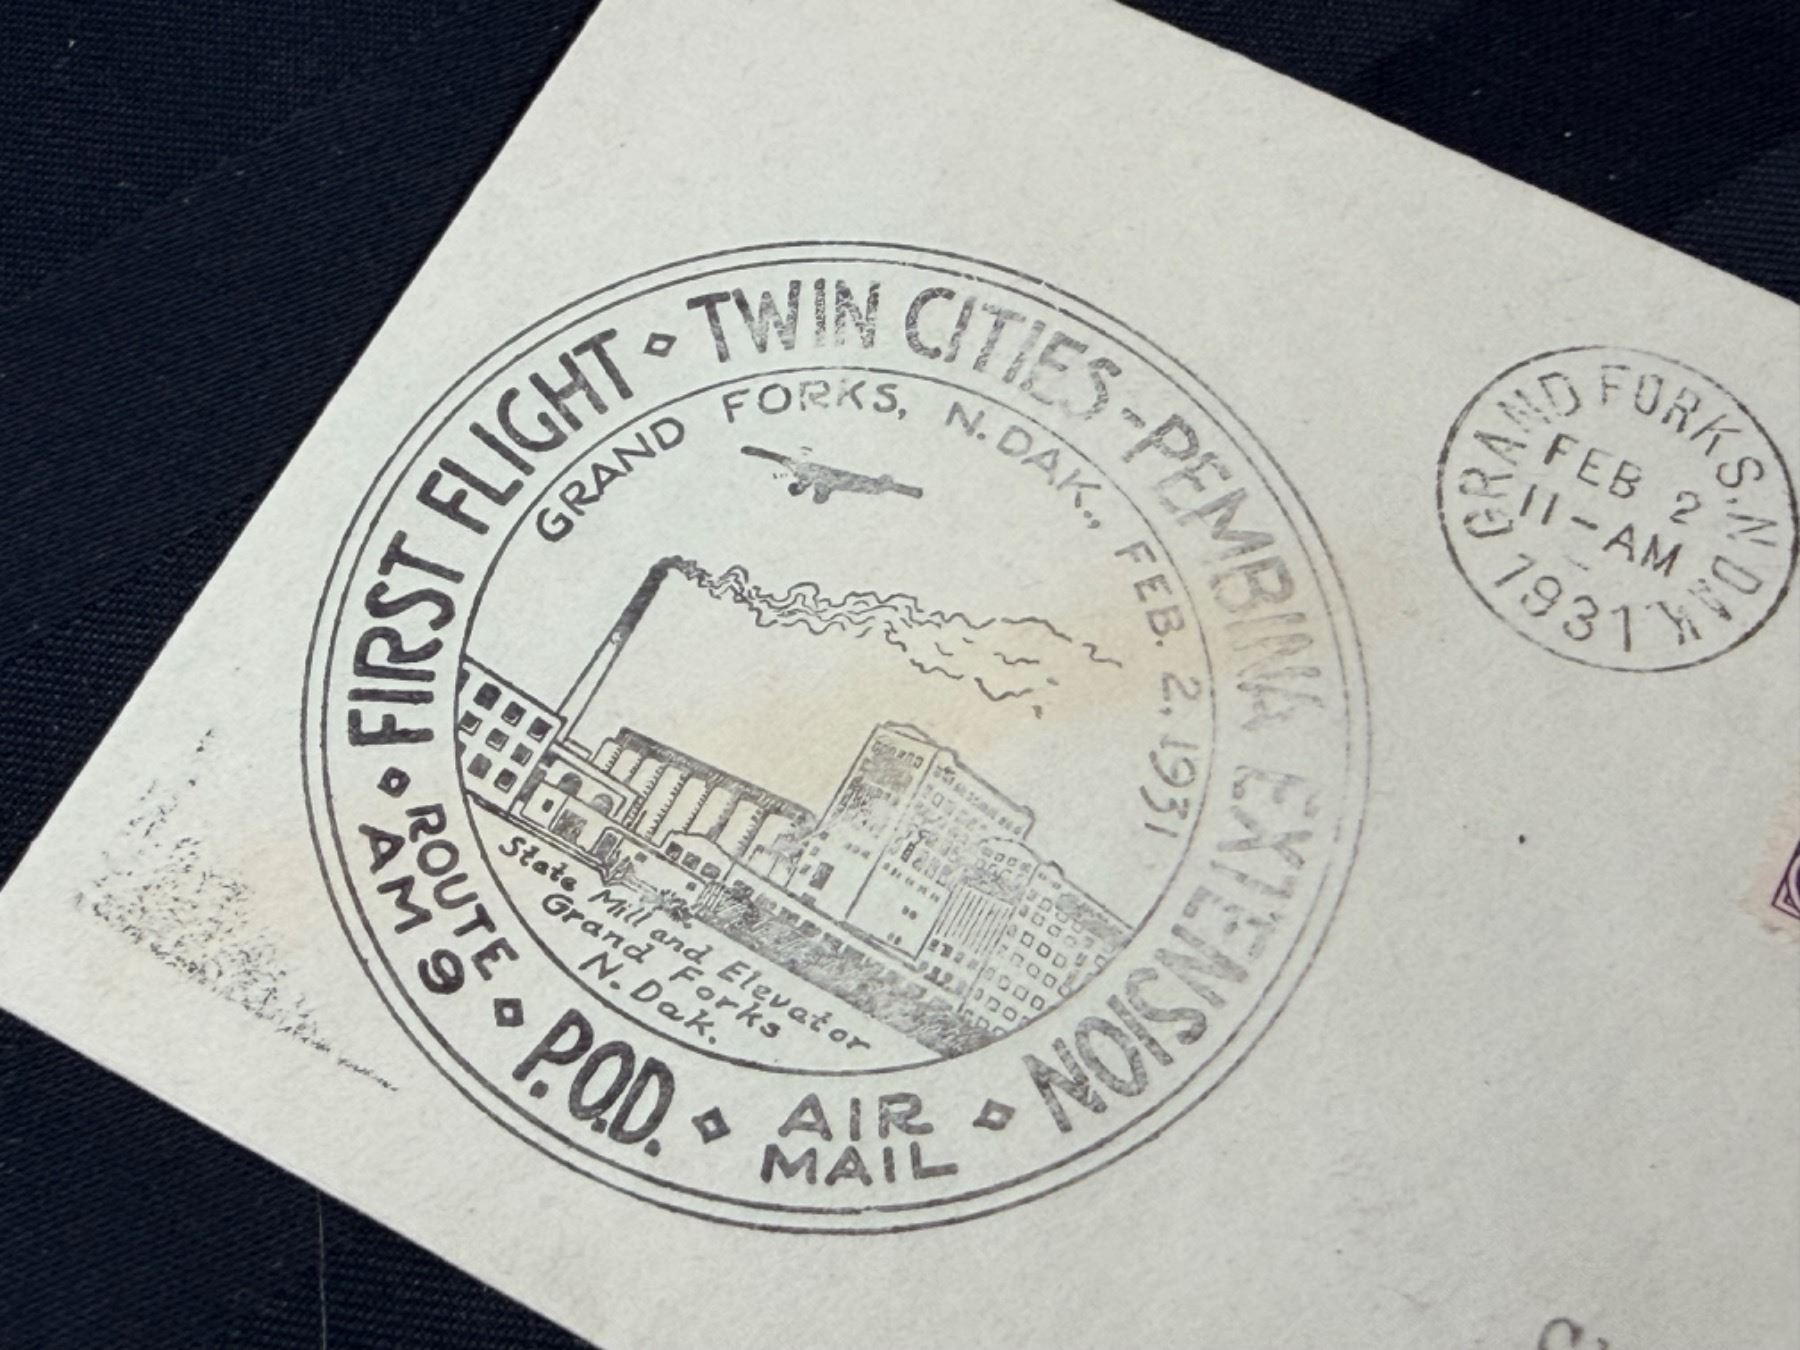 FIRST FLIGHT ⋄ TWIN CITIES-PEMBINA EXTENSION
GRAND FORKS, N.DAK., FEB. 2, 1931
State Mill and Elevator
Grand Forks
N. Dak.
ROUTE
AM 9
P.O.D.
AIR
MAIL
GRAND FORKS, N DAK
FEB 2
11-AM
1931